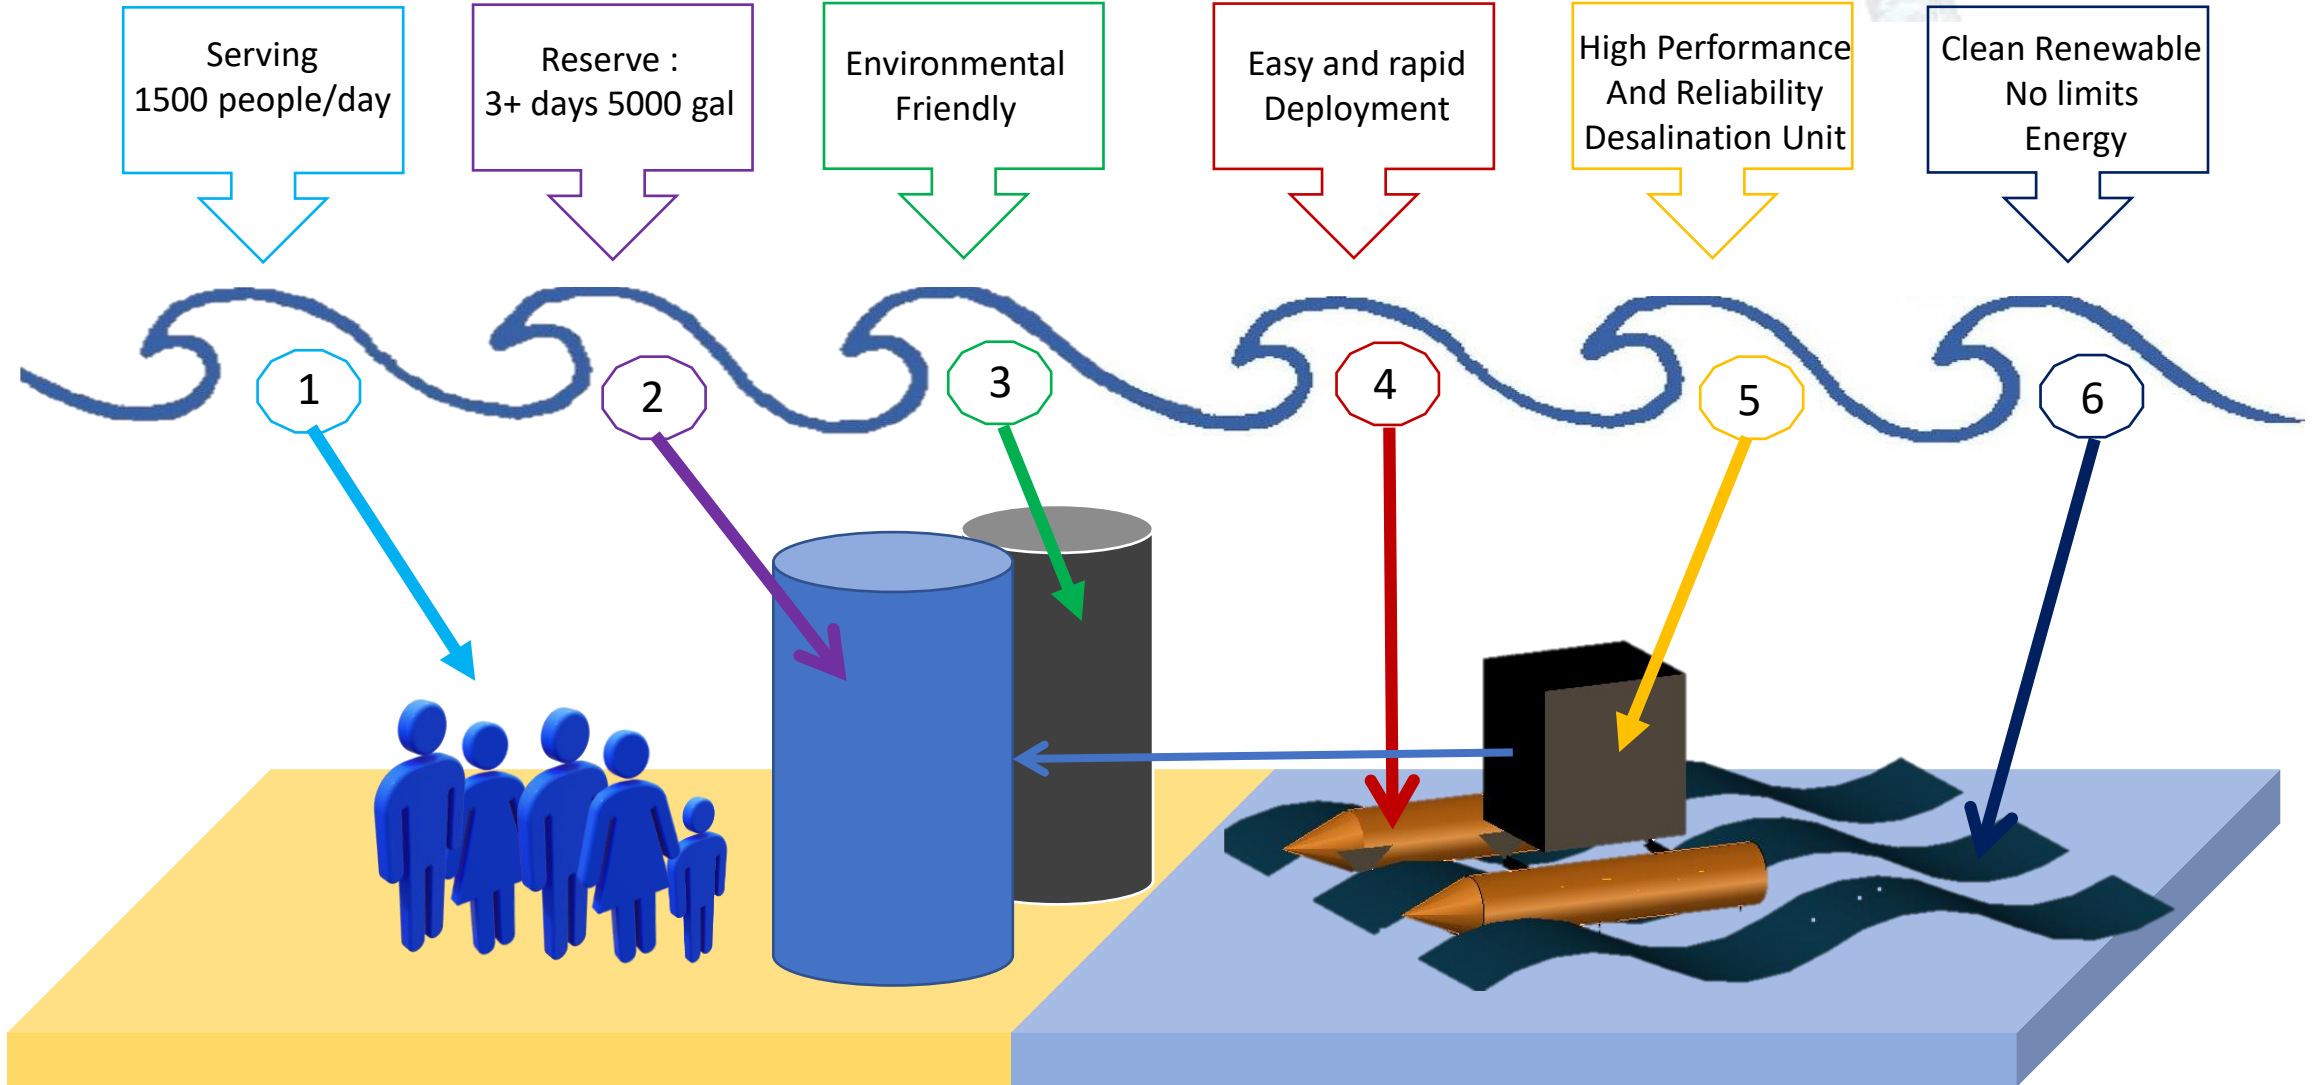 Serving
1500 people/day
Reserve :
3+ days 5000 gal
Environmental
Friendly
Easy and rapid
Deployment
High Performance
And Reliability
Desalination Unit
Clean Renewable
No limits
Energy
1
2
3
4
5
6